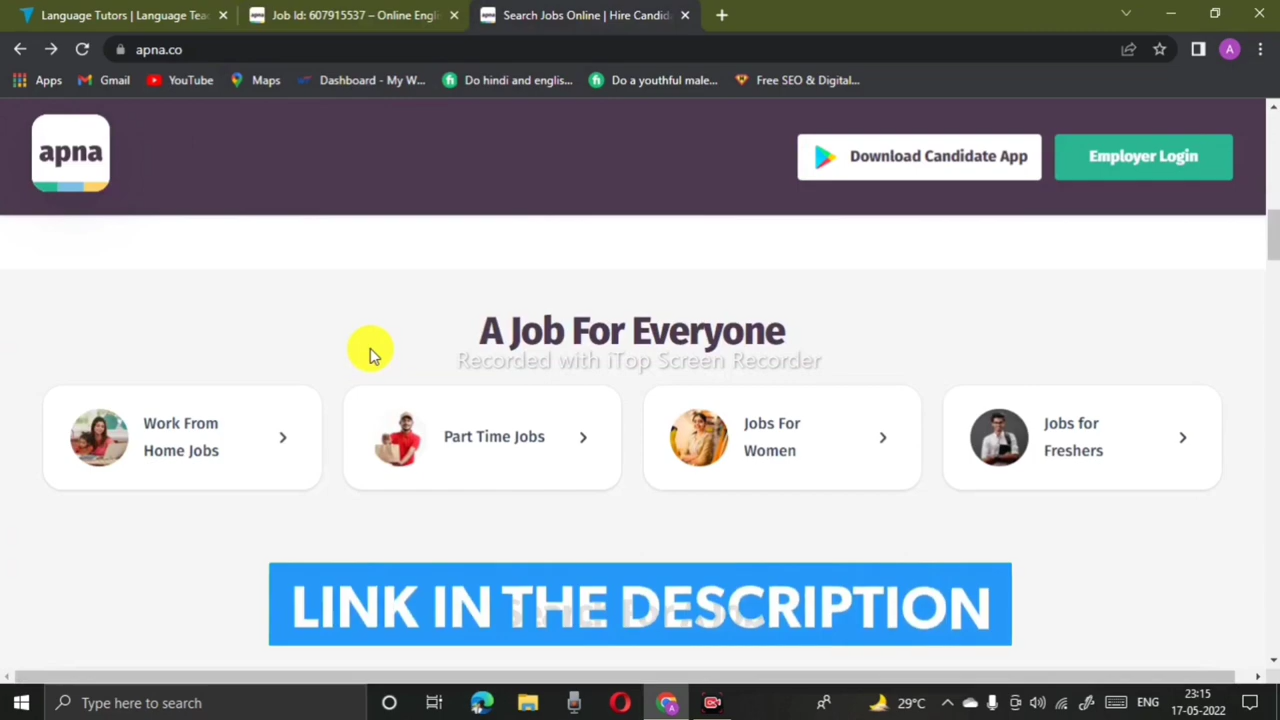 Language Tutors | Language Tea
Job Id: 607915537 – Online Engli
Search Jobs Online | Hire Candid
apna.co
A
Apps
Gmail
YouTube
Maps
Dashboard - My W...
Do hindi and englis...
Do a youthful male...
Free SEO & Digital...
apna
Download Candidate App
Employer Login
A Job For Everyone
Recorded with iTop Screen Recorder
Work From
Home Jobs
Part Time Jobs
Jobs For
Women
Jobs for
Freshers
LINK IN THE DESCRIPTION
Type here to search
29°C
ENG
23:15
17-05-2022